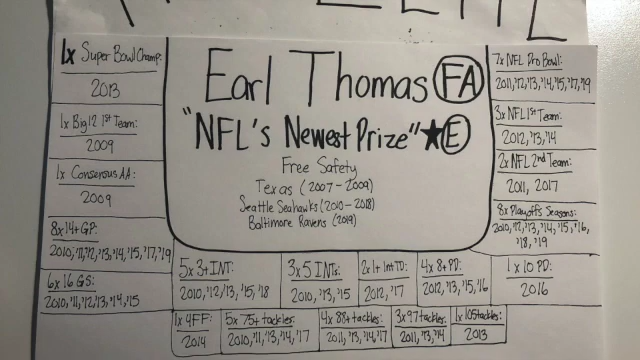 Earl Thomas FA
"NFL's Newest Prize" ★ E
Free Safety
Texas (2007-2009)
Seattle Seahawks (2010-2018)
Baltimore Ravens (2019)
1x Super Bowl Champ:
2013
1x Big 12 1st Team:
2009
1x Consensus AA:
2009
8x 14+ GP:
2010, '11, '12, '13, '14, '15, '17, '19
6x 16 GS:
2010, '11, '12, '13, '14, '15
7x NFL Pro Bowl:
2011, '12, '13, '14, '15, '17, '19
3x NFL 1st Team:
2012, '13, '14
2x NFL 2nd Team:
2011, 2017
8x Playoffs Seasons:
2010, '12, '13, '14, '15, '16,
'18, '19
5x 3+ INT:
2010, '12, '13, '15, '18
3x 5 INTs:
2010, '13, '15
2x 1+ Int TD:
2012, '17
4x 8+ PD:
2012, '13, '15, '16
1x 10 PD:
2016
1x 4FF:
2014
5x 75+ tackles:
2010, '11, '13, '14, '17
4x 88+ tackles:
2011, '13, '14, '17
3x 97 tackles:
2011, '13, '14
1x 105 tackles:
2013